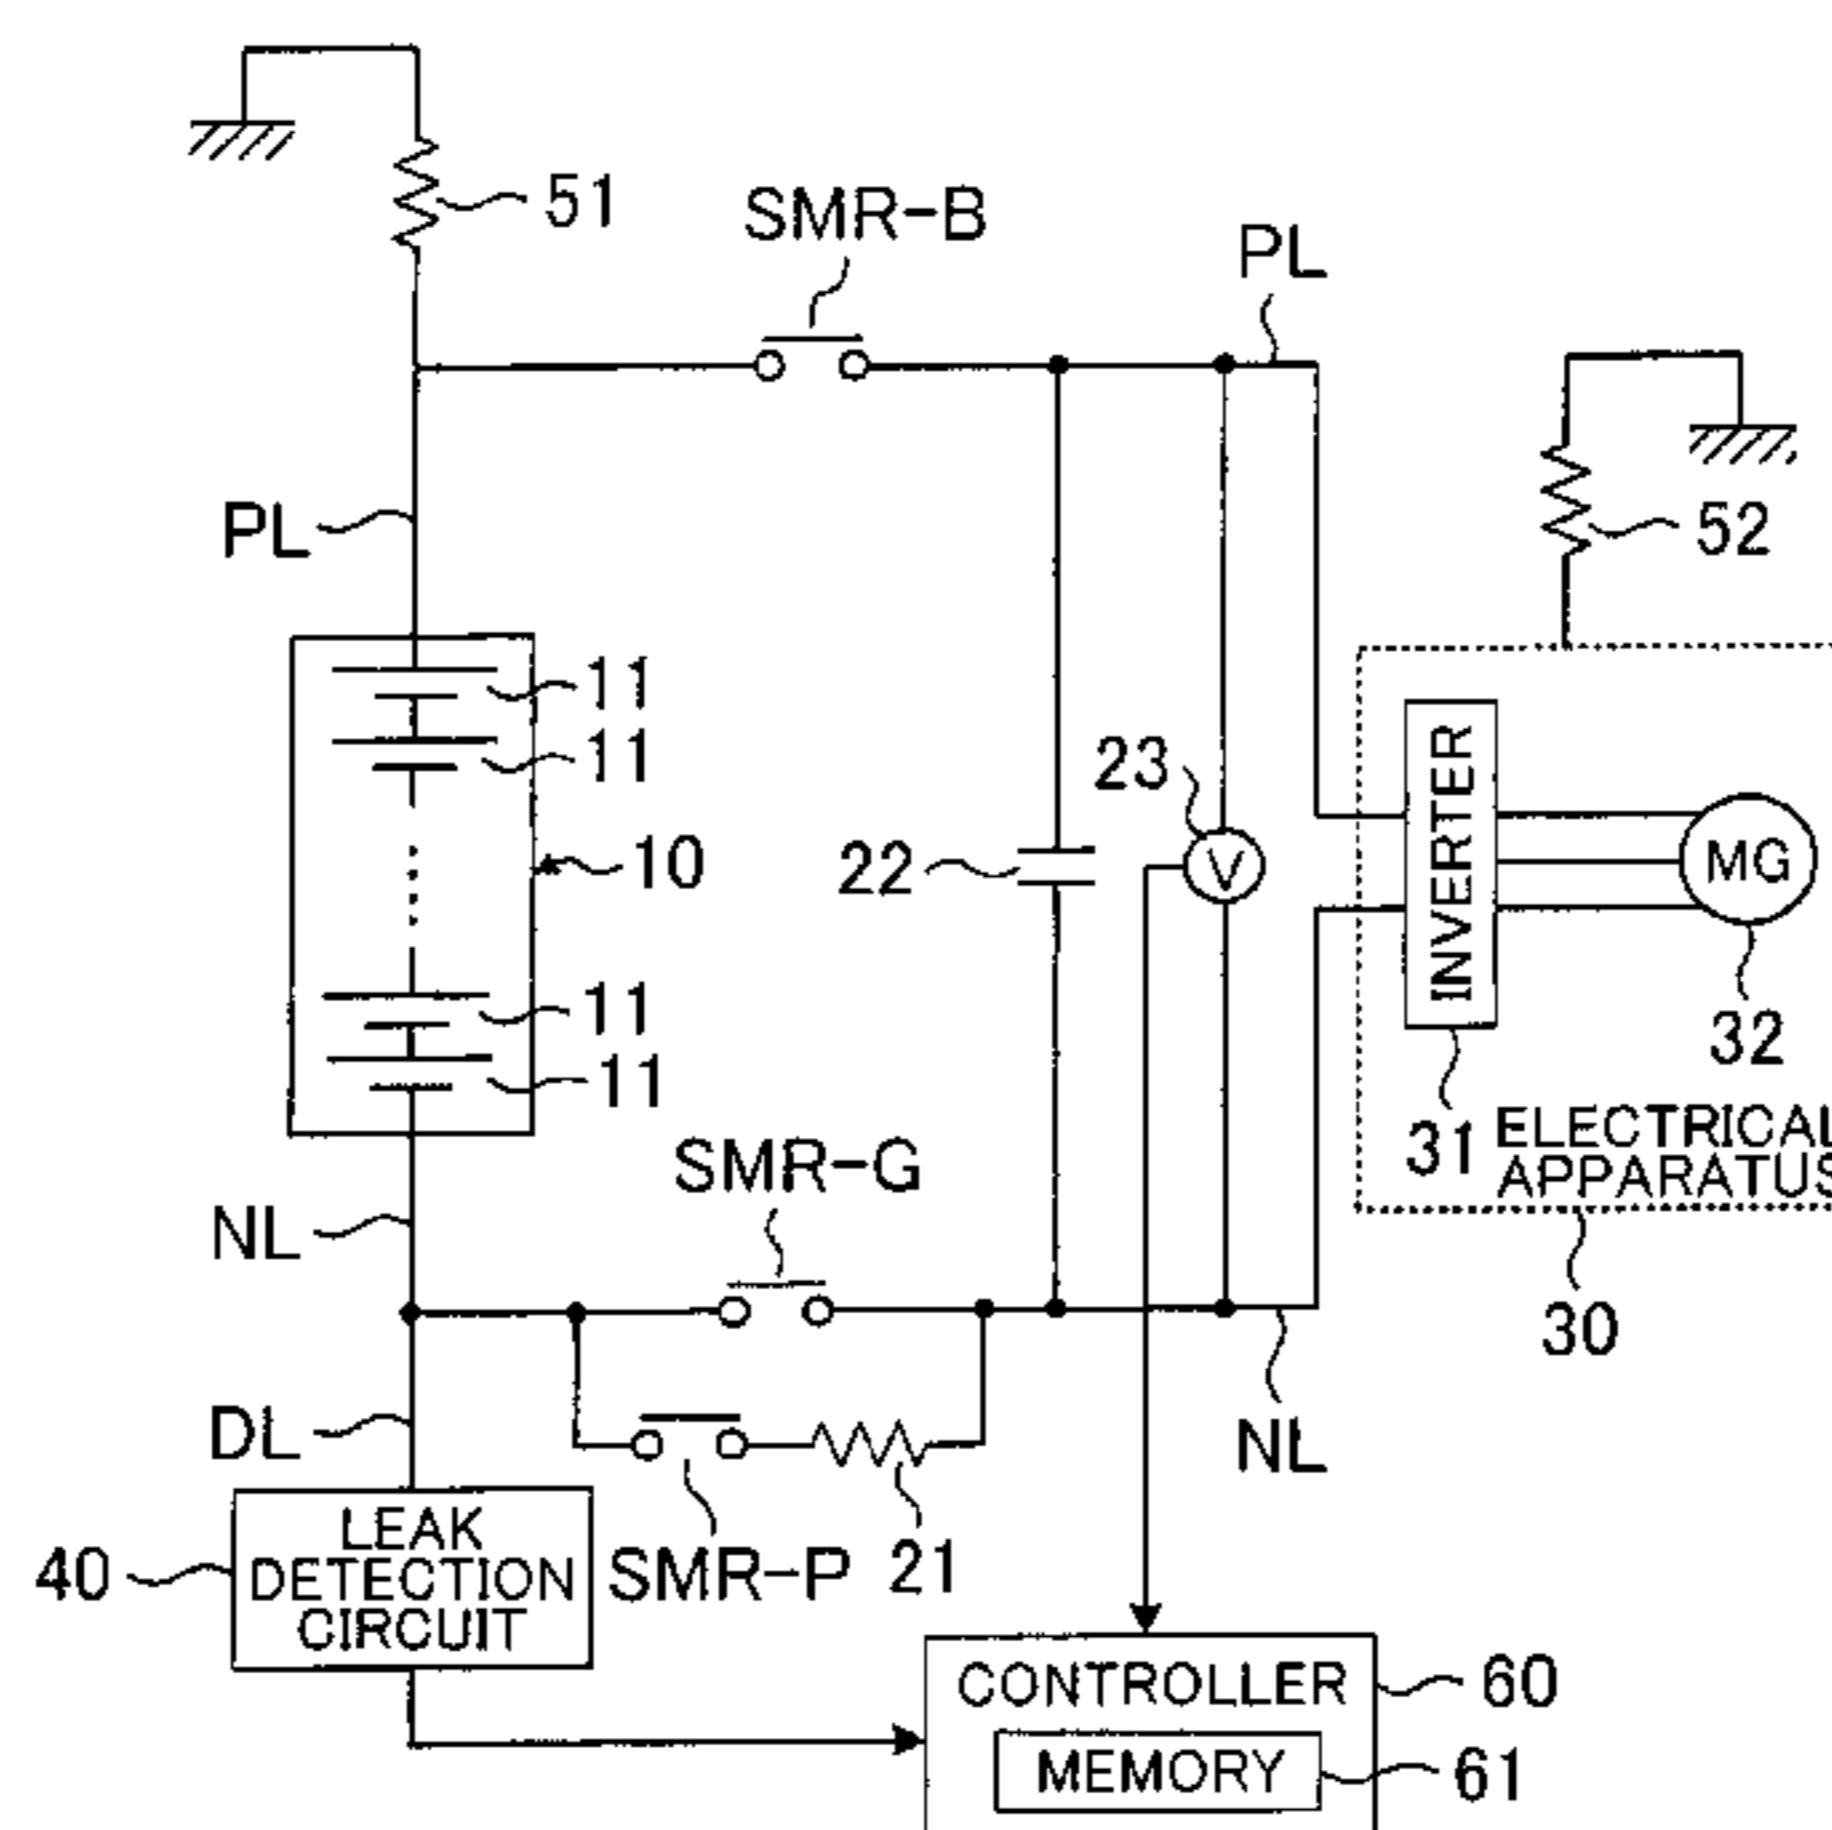 51
SMR-B
PL
52
PL
11
11
23
10
22
V
INVERTER
MG
11
32
11
31
ELECTRICAL
APPARATUS
SMR-G
NL
30
DL
NL
LEAK
DETECTION
CIRCUIT
40
SMR-P
21
CONTROLLER
60
MEMORY
61